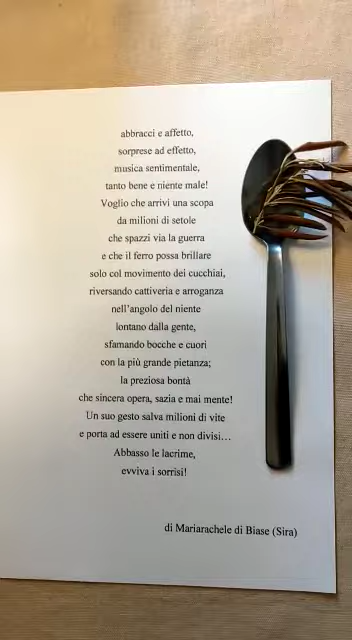 abbracci e affetto,
sorprese ad effetto,
musica sentimentale,
tanto bene e niente male!
Voglio che arrivi una scopa
da milioni di setole
che spazzi via la guerra
e che il ferro possa brillare
solo col movimento dei cucchiai,
riversando cattiveria e arroganza
nell'angolo del niente
lontano dalla gente,
sfamando bocche e cuori
con la più grande pietanza;
la preziosa bontà
che sincera opera, sazia e mai mente!
Un suo gesto salva milioni di vite
e porta ad essere uniti e non divisi…
Abbasso le lacrime,
evviva i sorrisi!
di Mariarachele di Biase (Sira)